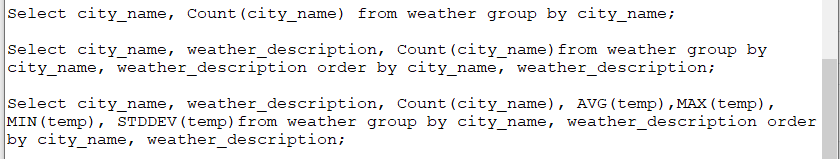 Select city_name, Count(city_name) from weather group by city_name;
Select city_name, weather_description, Count(city_name)from weather group by
city_name, weather_description order by city_name, weather_description;
Select city_name, weather_description, Count(city_name), AVG(temp),MAX(temp),
MIN(temp), STDDEV(temp)from weather group by city_name, weather_description order
by city_name, weather_description;